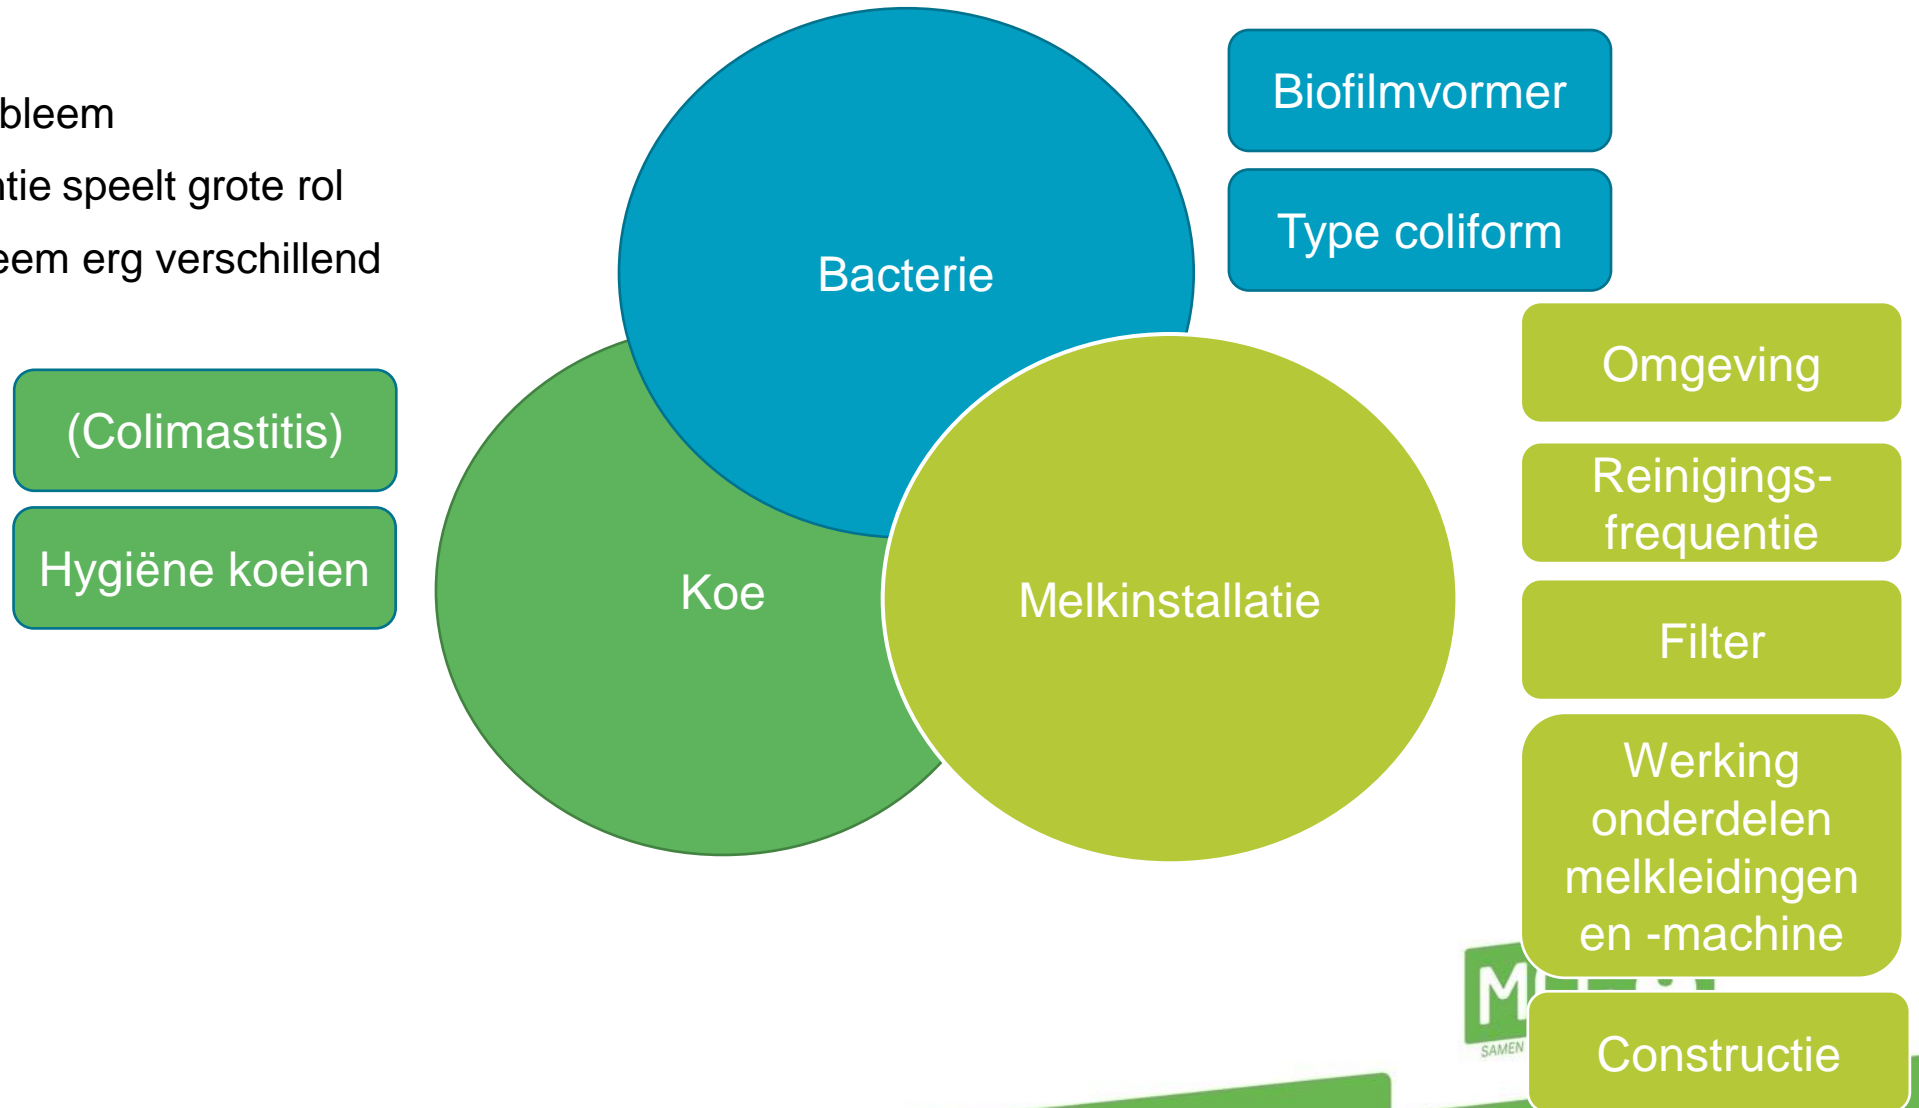 bleem
tie speelt grote rol
eem erg verschillend
Bacterie
Koe
Melkinstallatie
Biofilmvormer
Type coliform
(Colimastitis)
Hygiëne koeien
Omgeving
Reinigings-
frequentie
Filter
Werking
onderdelen
melkleidingen
en -machine
Constructie
SAMEN